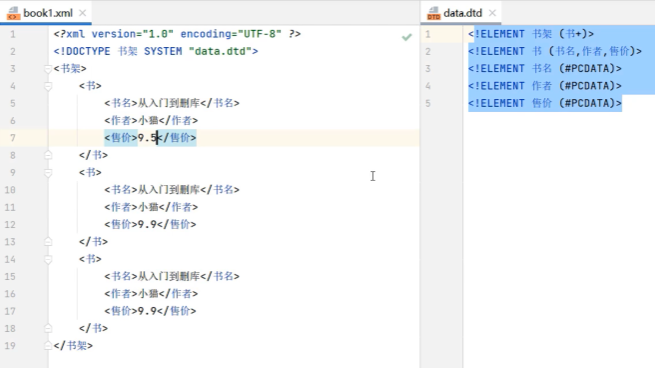 book1.xml
1 <?xml version="1.0" encoding="UTF-8" ?>
2 <!DOCTYPE 书架 SYSTEM "data.dtd">
3 <书架>
4 <书>
5 <书名>从入门到删库</书名>
6 <作者>小猫</作者>
7 <售价>9.5</售价>
8 </书>
9 <书>
10 <书名>从入门到删库</书名>
11 <作者>小猫</作者>
12 <售价>9.9</售价>
13 </书>
14 <书>
15 <书名>从入门到删库</书名>
16 <作者>小猫</作者>
17 <售价>9.9</售价>
18 </书>
19 </书架>
DTD data.dtd
1 <!ELEMENT 书架 (书+)>
2 <!ELEMENT 书 (书名,作者,售价)>
3 <!ELEMENT 书名 (#PCDATA)>
4 <!ELEMENT 作者 (#PCDATA)>
5 <!ELEMENT 售价 (#PCDATA)>